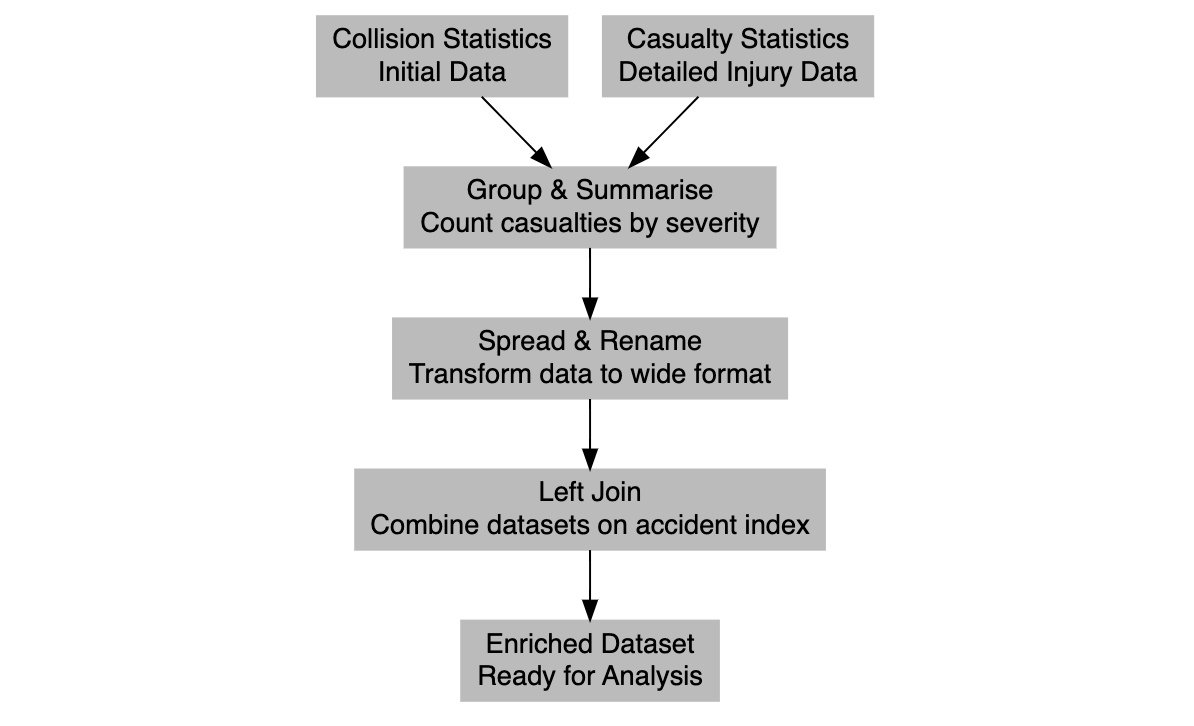 Collision Statistics
Initial Data
Casualty Statistics
Detailed Injury Data
Group & Summarise
Count casualties by severity
Spread & Rename
Transform data to wide format
Left Join
Combine datasets on accident index
Enriched Dataset
Ready for Analysis